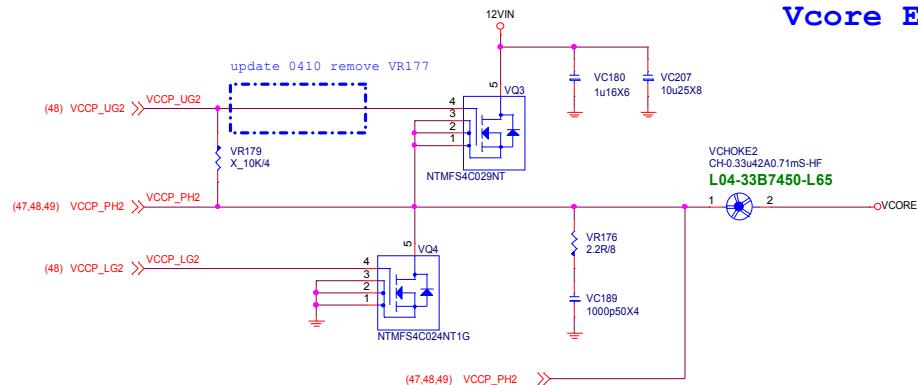 Vcore E
12VIN
update 0410 remove VR177
VC180
1u16X6
VC207
10u25X8
5
VQ3
(48) VCCP_UG2
VCCP_UG2
4
3
2
1
VR179
X_10K/4
NTMFS4C029NT
VCHOKE2
CH-0.33u42A0.71mS-HF
L04-33B7450-L65
(47,48,49) VCCP_PH2
VCCP_PH2
1
2
VCORE
VR176
2.2R/8
5
VQ4
(48) VCCP_LG2
VCCP_LG2
4
3
2
1
VC189
1000p50X4
NTMFS4C024NT1G
(47,48,49) VCCP_PH2